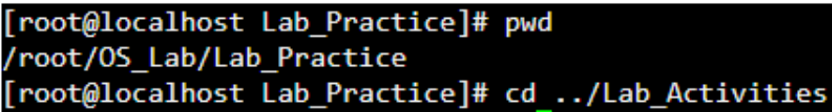 [root@localhost Lab_Practice]# pwd
/root/OS_Lab/Lab_Practice
[root@localhost Lab_Practice]# cd ../Lab_Activities